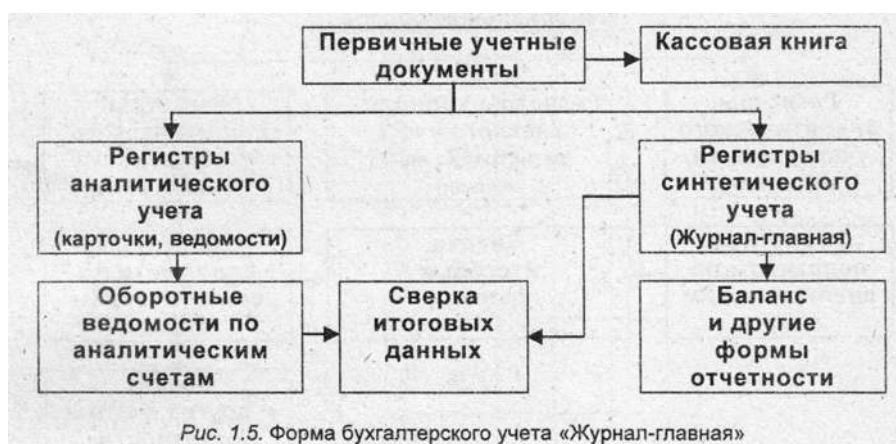 Первичные учетные
документы
Кассовая книга
Регистры
аналитического
учета
(карточки, ведомости)
Регистры
синтетического
учета
(Журнал-главная)
Оборотные
ведомости по
аналитическим
счетам
Сверка
итоговых
данных
Баланс
и другие
формы
отчетности
Рис. 1.5. Форма бухгалтерского учета «Журнал-главная»